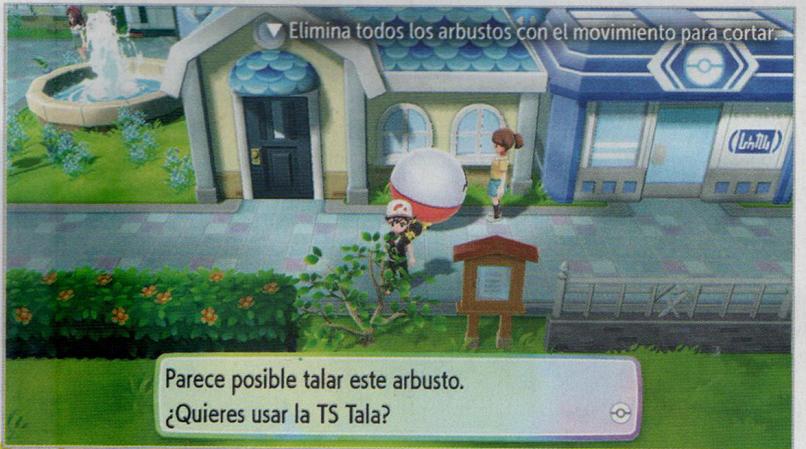 Elimina todos los arbustos con el movimiento para cortar.
Parece posible talar este arbusto.
¿Quieres usar la TS Tala?